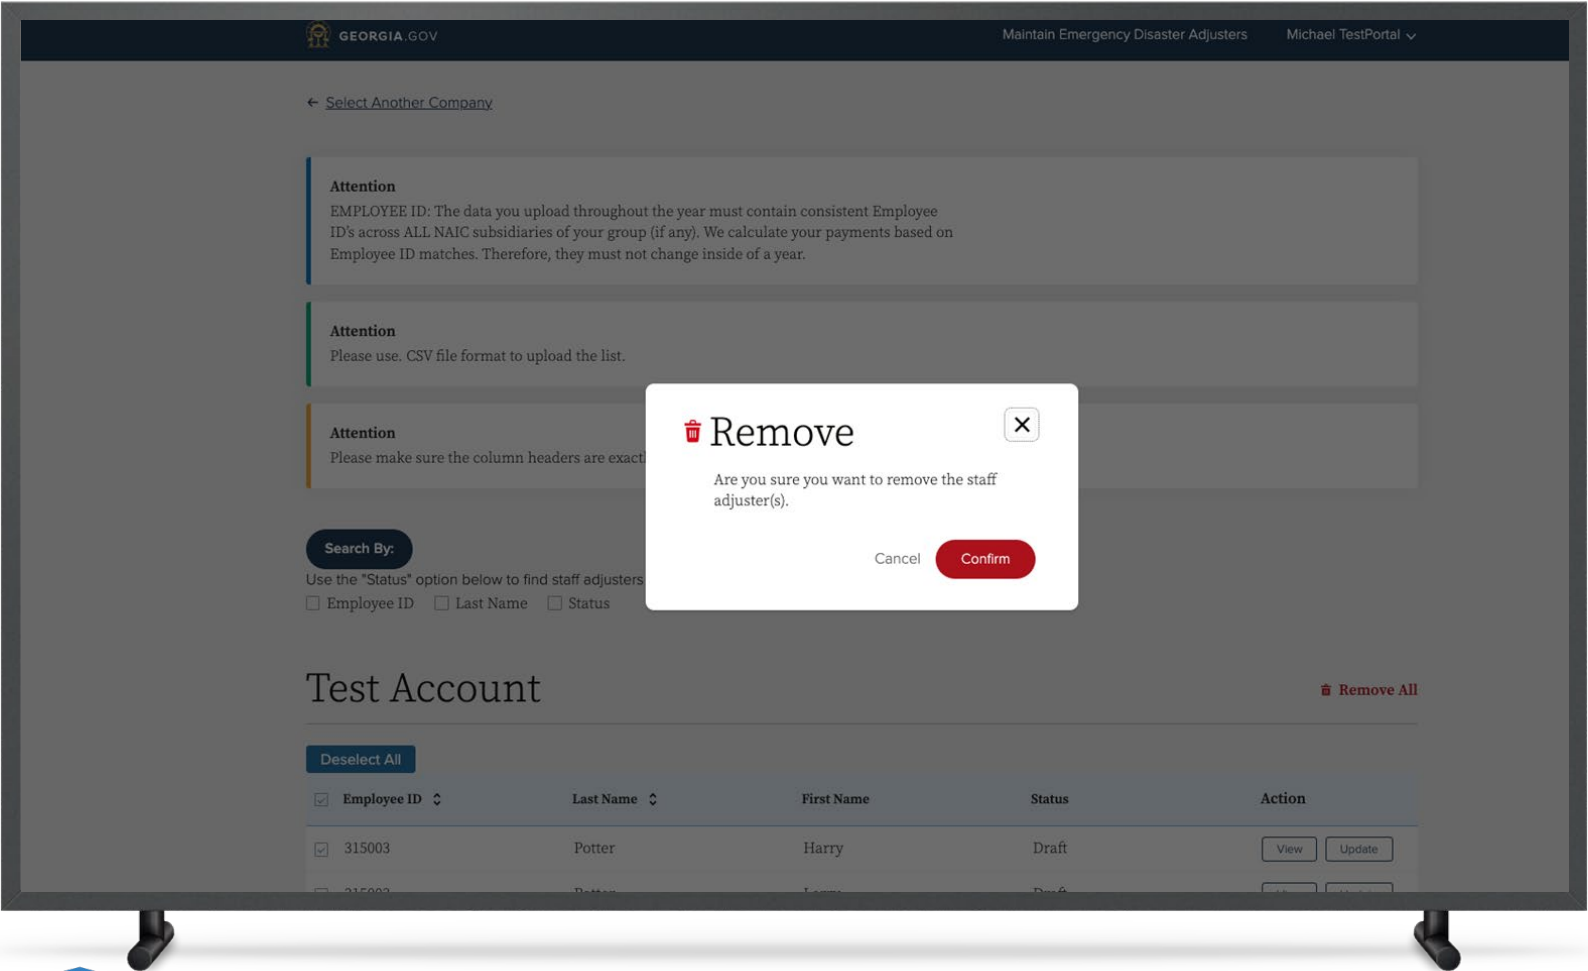 GEORGIA.GOV
Maintain Emergency Disaster Adjusters
Michael TestPortal
Select Another Company
Attention
EMPLOYEE ID: The data you upload throughout the year must contain consistent Employee
ID's across ALL NAIC subsidiaries of your group (if any). We calculate your payments based on
Employee ID matches. Therefore, they must not change inside of a year.
Attention
Please use. CSV file format to upload the list.
Attention
Please make sure the column headers are exactl
Remove
Are you sure you want to remove the staff
adjuster(s).
Cancel Confirm
Search By:
Use the "Status" option below to find staff adjusters
Employee ID Last Name Status
Test Account
Remove All
Deselect All
Employee ID Last Name First Name Status Action
315003 Potter Harry Draft View Update